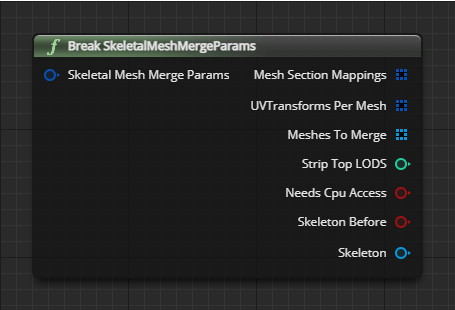 f Break SkeletalMeshMergeParams
Skeletal Mesh Merge Params Mesh Section Mappings
UVTransforms Per Mesh
Meshes To Merge
Strip Top LODS
Needs Cpu Access
Skeleton Before
Skeleton